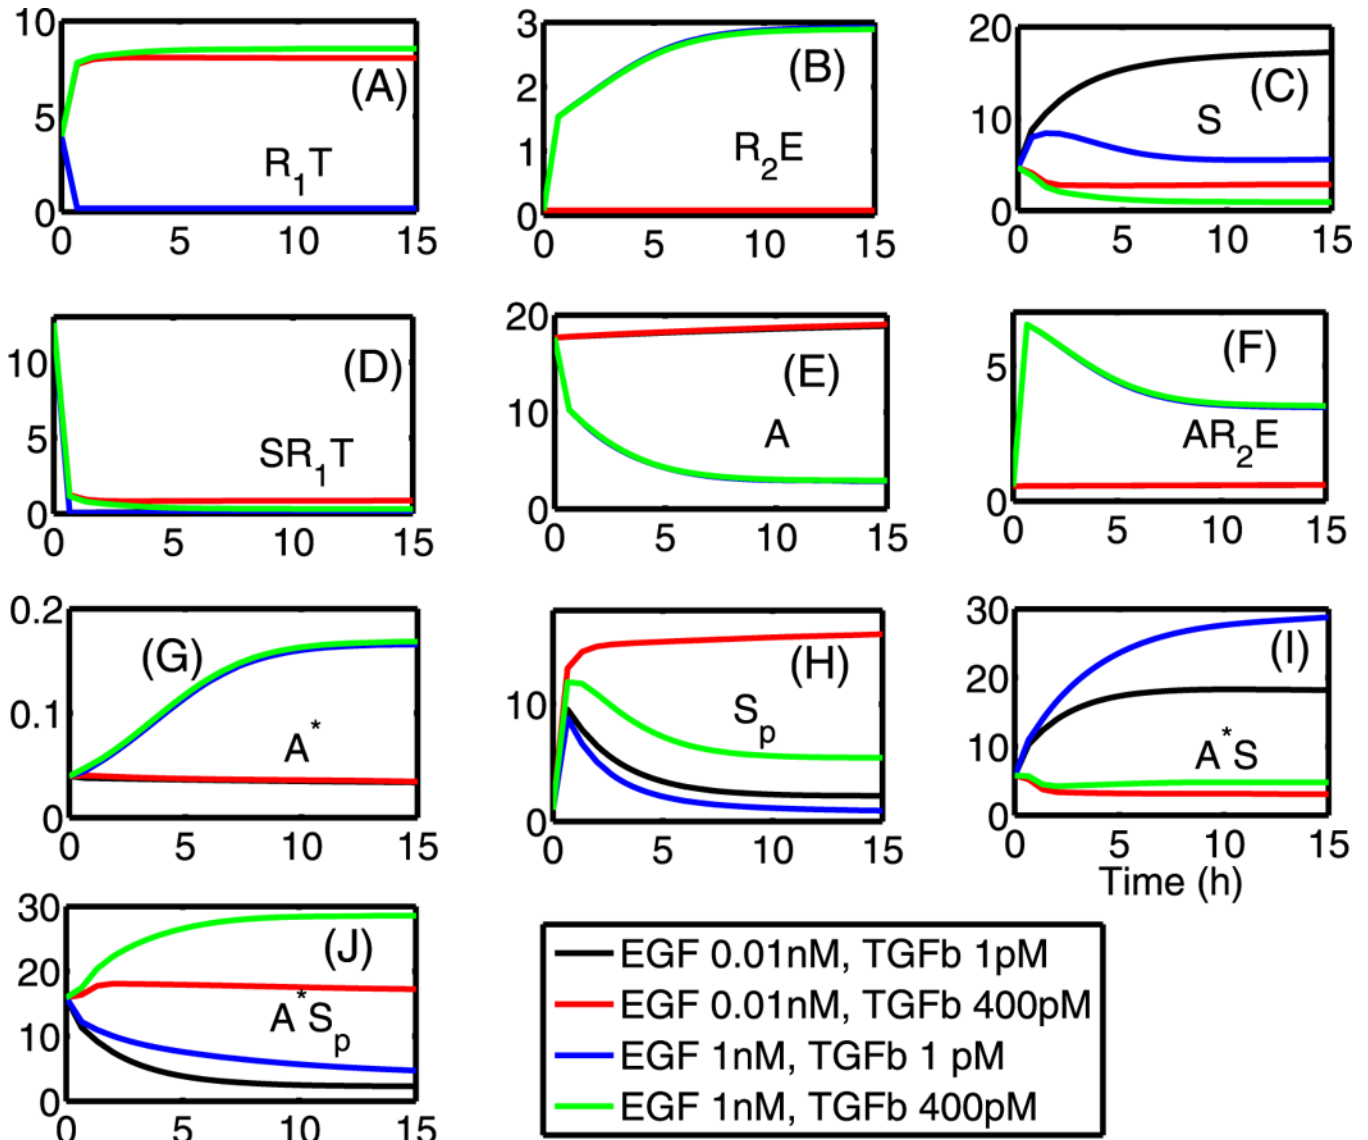 10 (A)
5 R₁T
0
0 5 10 15
3 (B)
2
1 R₂E
0
0 5 10 15
20 (C)
10 S
0
0 5 10 15
10 (D)
5 SR₁T
0
0 5 10 15
20 (E)
10 A
0
0 5 10 15
(F)
5
AR₂E
0
0 5 10 15
0.2 (G)
0.1 A*
0
0 5 10 15
(H)
10 Sₚ
0
0 5 10 15
30 (I)
20
10 A*S
0
0 5 10 15
Time (h)
30 (J)
20
10 A*Sₚ
0
0 5 10 15
EGF 0.01nM, TGFb 1pM
EGF 0.01nM, TGFb 400pM
EGF 1nM, TGFb 1 pM
EGF 1nM, TGFb 400pM